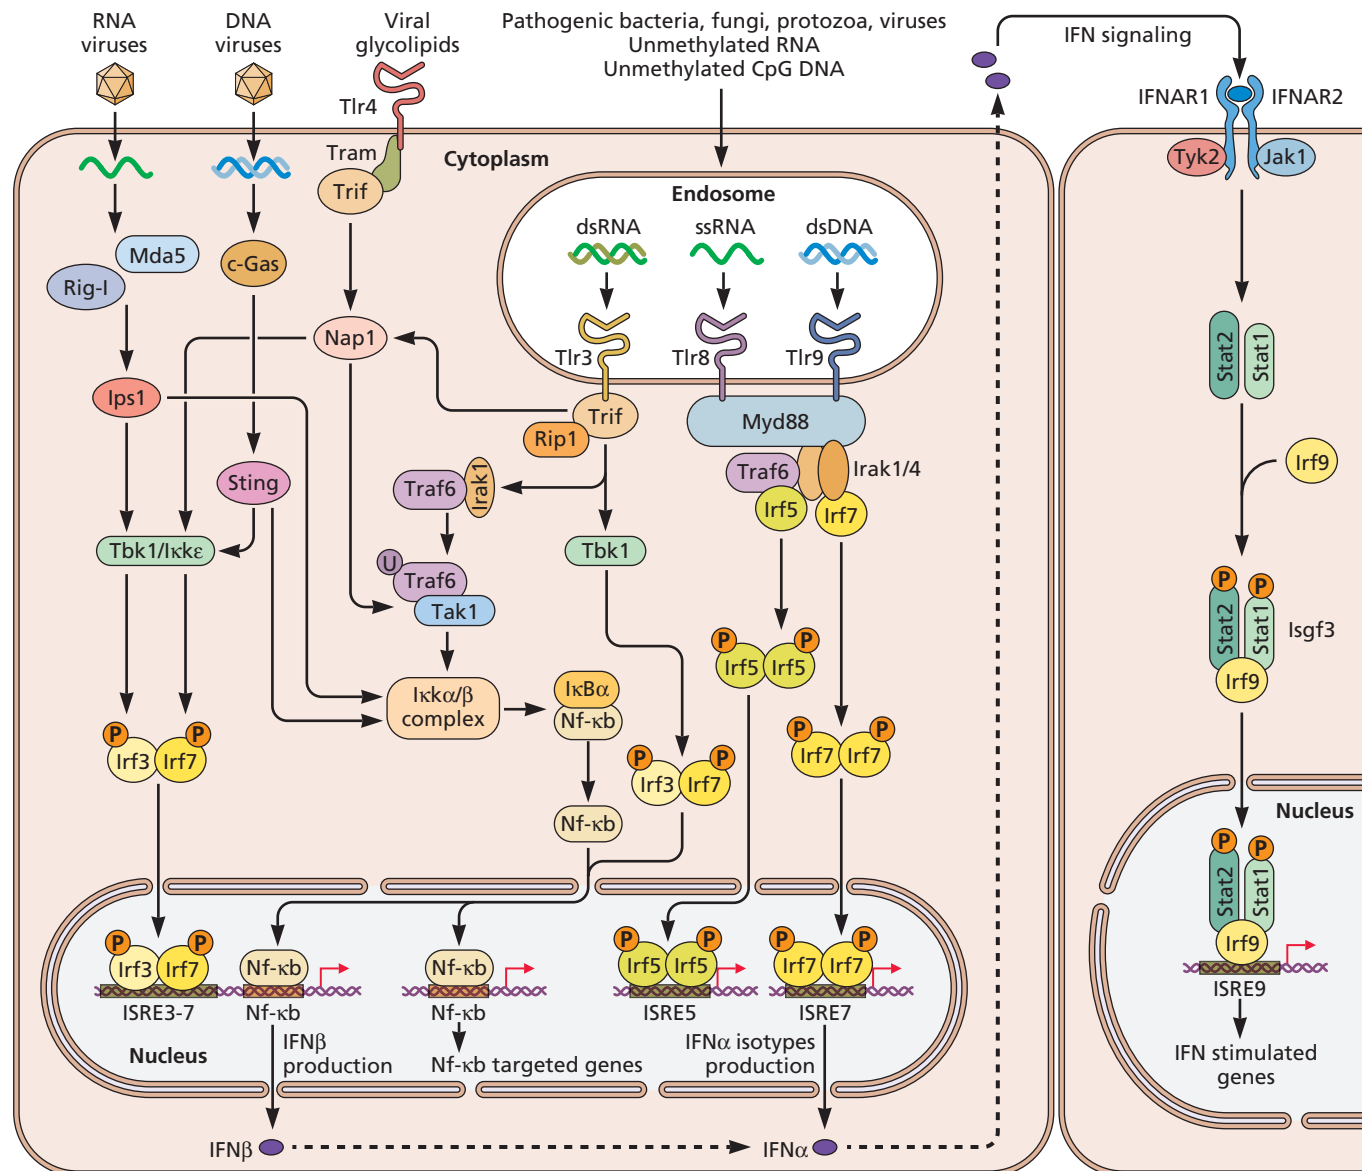 RNA
viruses
DNA
viruses
Viral
glycolipids
Pathogenic bacteria, fungi, protozoa, viruses
Unmethylated RNA
Unmethylated CpG DNA
IFN signaling
Tlr4
IFNAR1
IFNAR2
Tram
Trif
Cytoplasm
Tyk2
Jak1
Endosome
dsRNA
ssRNA
dsDNA
Mda5
Rig-I
c-Gas
Nap1
Tlr3
Tlr8
Tlr9
Stat2
Stat1
Ips1
Trif
Rip1
Myd88
Sting
Traf6
Irak1
Traf6
Irak1/4
Irf5
Irf7
Irf9
Tbk1/Iκkε
Tbk1
U
Traf6
Tak1
P
P
Stat2
Stat1
Isgf3
Irf9
P
P
Irf5
Irf5
Iκkα/β
complex
IκBα
Nf-κb
P
P
Irf3
Irf7
P
P
Irf7
Irf7
P
P
Irf3
Irf7
Nf-κb
Nucleus
P
P
Stat2
Stat1
Irf9
ISRE9
IFN stimulated
genes
P
P
Irf3
Irf7
ISRE3-7
Nf-κb
Nf-κb
Nf-κb
Nf-κb
P
P
Irf5
Irf5
ISRE5
P
P
Irf7
Irf7
ISRE7
Nucleus
IFNβ
production
Nf-κb targeted genes
IFNα isotypes
production
IFNβ
IFNα